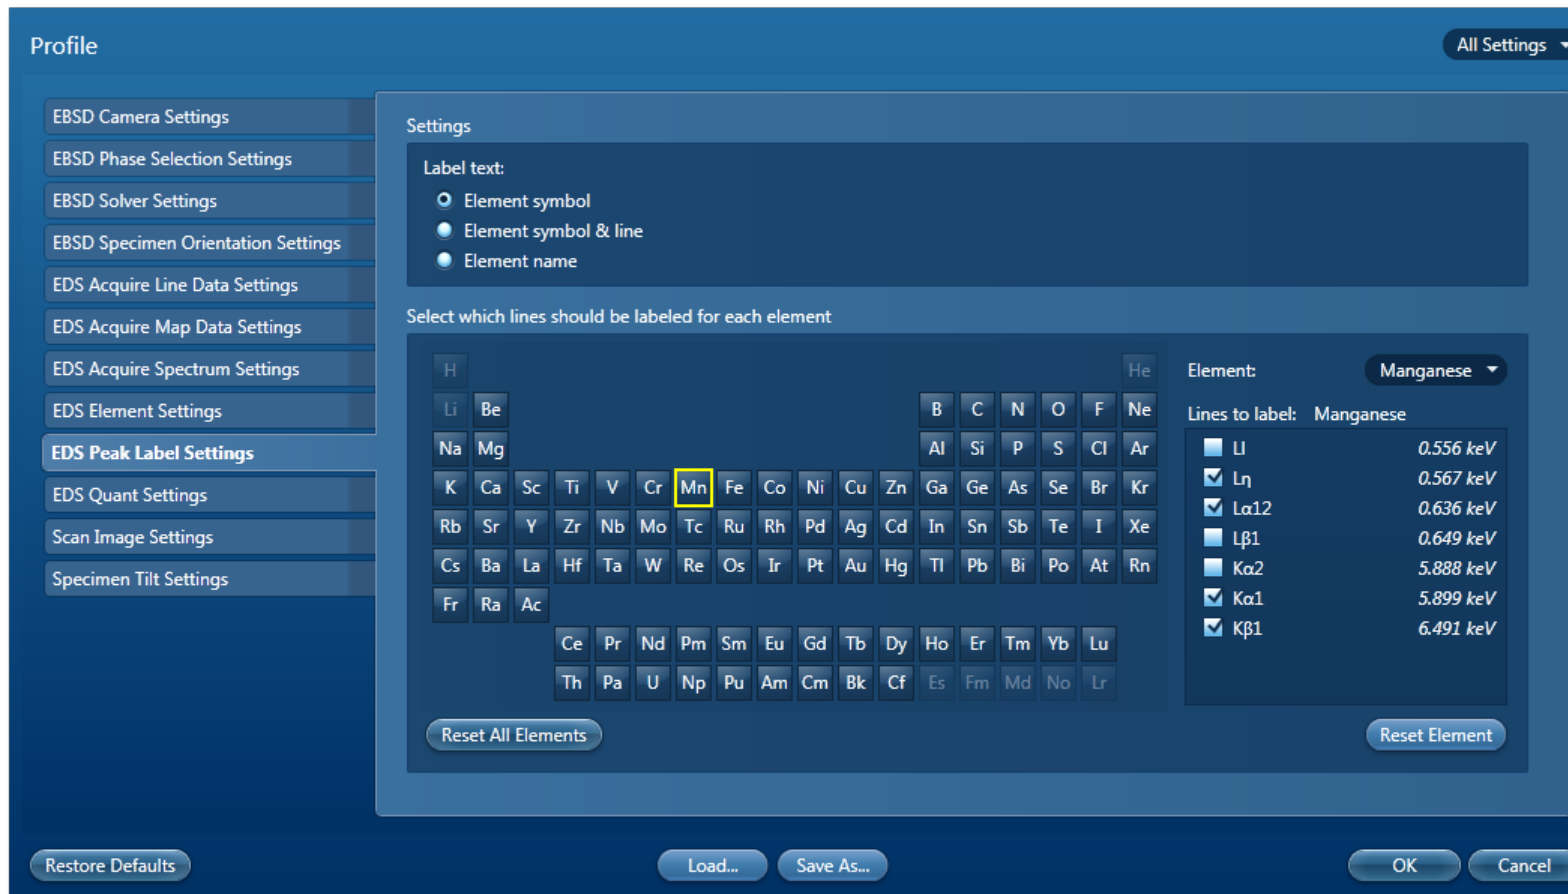 Profile
All Settings
EBSD Camera Settings
EBSD Phase Selection Settings
EBSD Solver Settings
EBSD Specimen Orientation Settings
EDS Acquire Line Data Settings
EDS Acquire Map Data Settings
EDS Acquire Spectrum Settings
EDS Element Settings
EDS Peak Label Settings
EDS Quant Settings
Scan Image Settings
Specimen Tilt Settings
Settings
Label text:
Element symbol
Element symbol & line
Element name
Select which lines should be labeled for each element
H He
Li Be B C N O F Ne
Na Mg Al Si P S Cl Ar
K Ca Sc Ti V Cr Mn Fe Co Ni Cu Zn Ga Ge As Se Br Kr
Rb Sr Y Zr Nb Mo Tc Ru Rh Pd Ag Cd In Sn Sb Te I Xe
Cs Ba La Hf Ta W Re Os Ir Pt Au Hg Tl Pb Bi Po At Rn
Fr Ra Ac
Ce Pr Nd Pm Sm Eu Gd Tb Dy Ho Er Tm Yb Lu
Th Pa U Np Pu Am Cm Bk Cf Es Fm Md No Lr
Reset All Elements
Element: Manganese
Lines to label: Manganese
Ll 0.556 keV
Lη 0.567 keV
Lα12 0.636 keV
Lβ1 0.649 keV
Kα2 5.888 keV
Kα1 5.899 keV
Kβ1 6.491 keV
Reset Element
Restore Defaults
Load...
Save As...
OK
Cancel